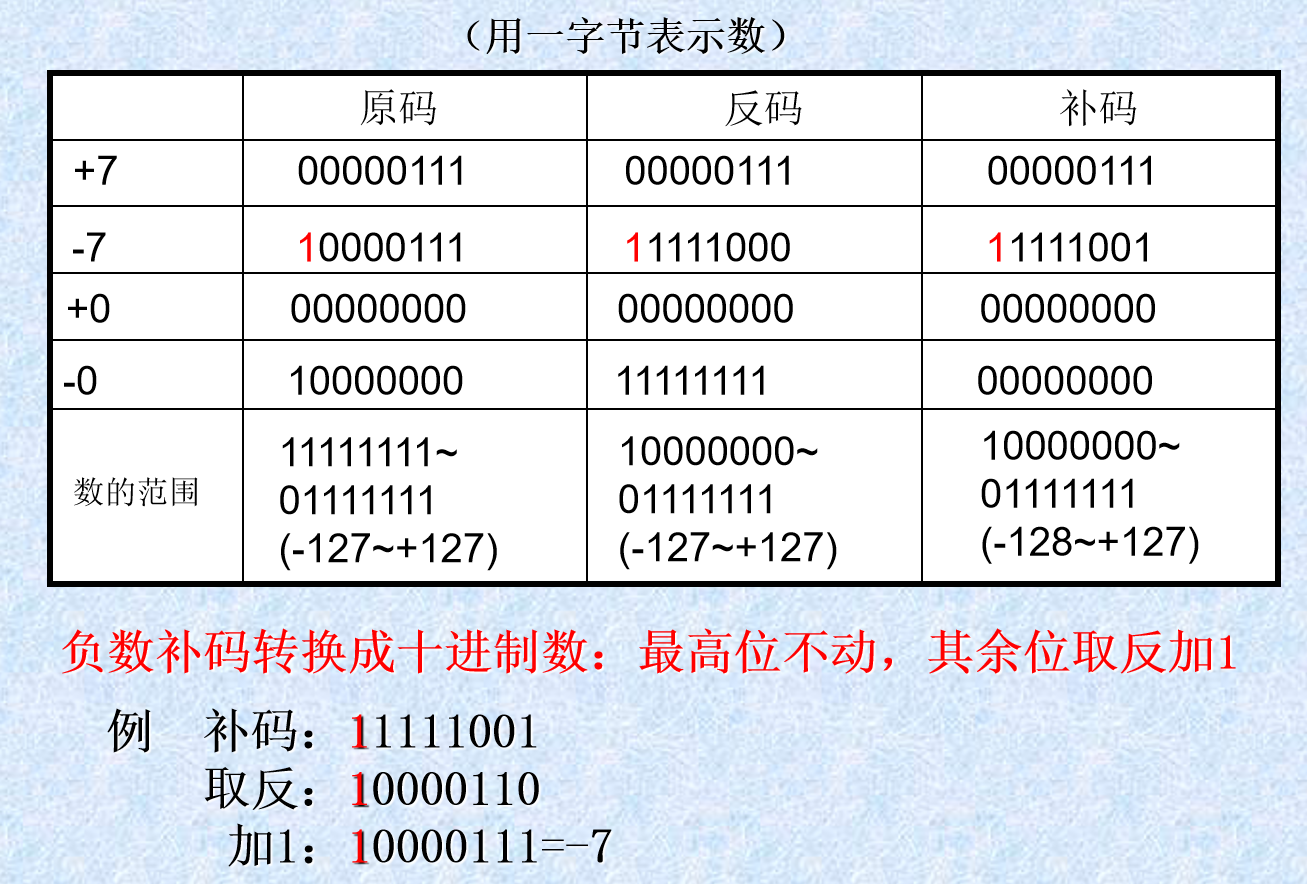 （用一字节表示数）
原码 反码 补码
+7 00000111 00000111 00000111
-7 10000111 11111000 11111001
+0 00000000 00000000 00000000
-0 10000000 11111111 00000000
数的范围
11111111~
01111111
(-127~+127)
10000000~
01111111
(-127~+127)
10000000~
01111111
(-128~+127)
负数补码转换成十进制数：最高位不动，其余位取反加1
例 补码：11111001
取反：10000110
加1：10000111=-7